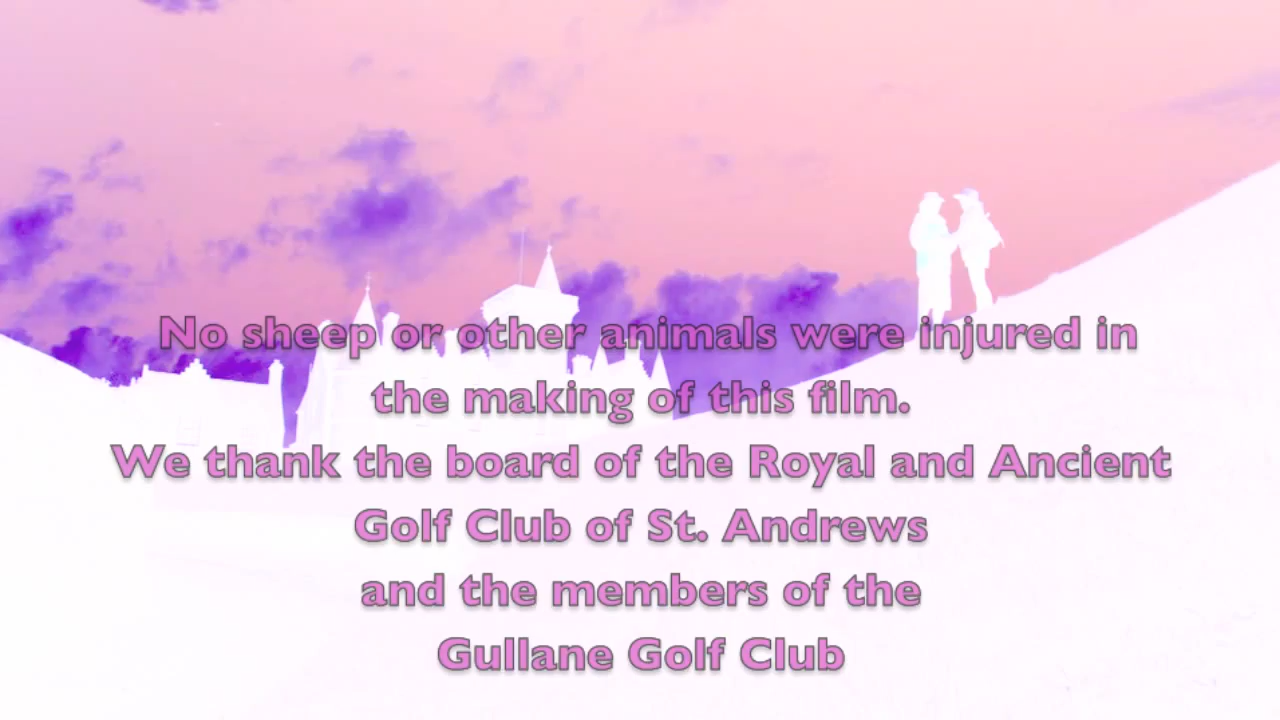 No sheep or other animals were injured in
the making of this film.
We thank the board of the Royal and Ancient
Golf Club of St. Andrews
and the members of the
Gullane Golf Club